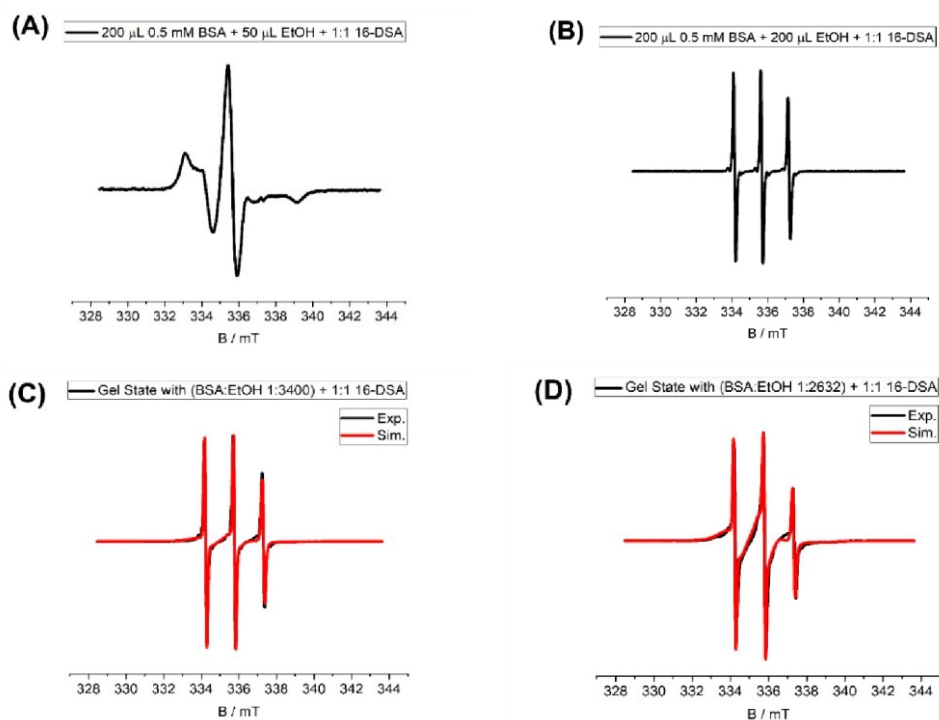 (A)
200 µL 0.5 mM BSA + 50 µL EtOH + 1:1 16-DSA
328 330 332 334 336 338 340 342 344
B / mT
(B)
200 µL 0.5 mM BSA + 200 µL EtOH + 1:1 16-DSA
328 330 332 334 336 338 340 342 344
B / mT
(C)
Gel State with (BSA:EtOH 1:3400) + 1:1 16-DSA
Exp.
Sim.
328 330 332 334 336 338 340 342 344
B / mT
(D)
Gel State with (BSA:EtOH 1:2632) + 1:1 16-DSA
Exp.
Sim.
328 330 332 334 336 338 340 342 344
B / mT